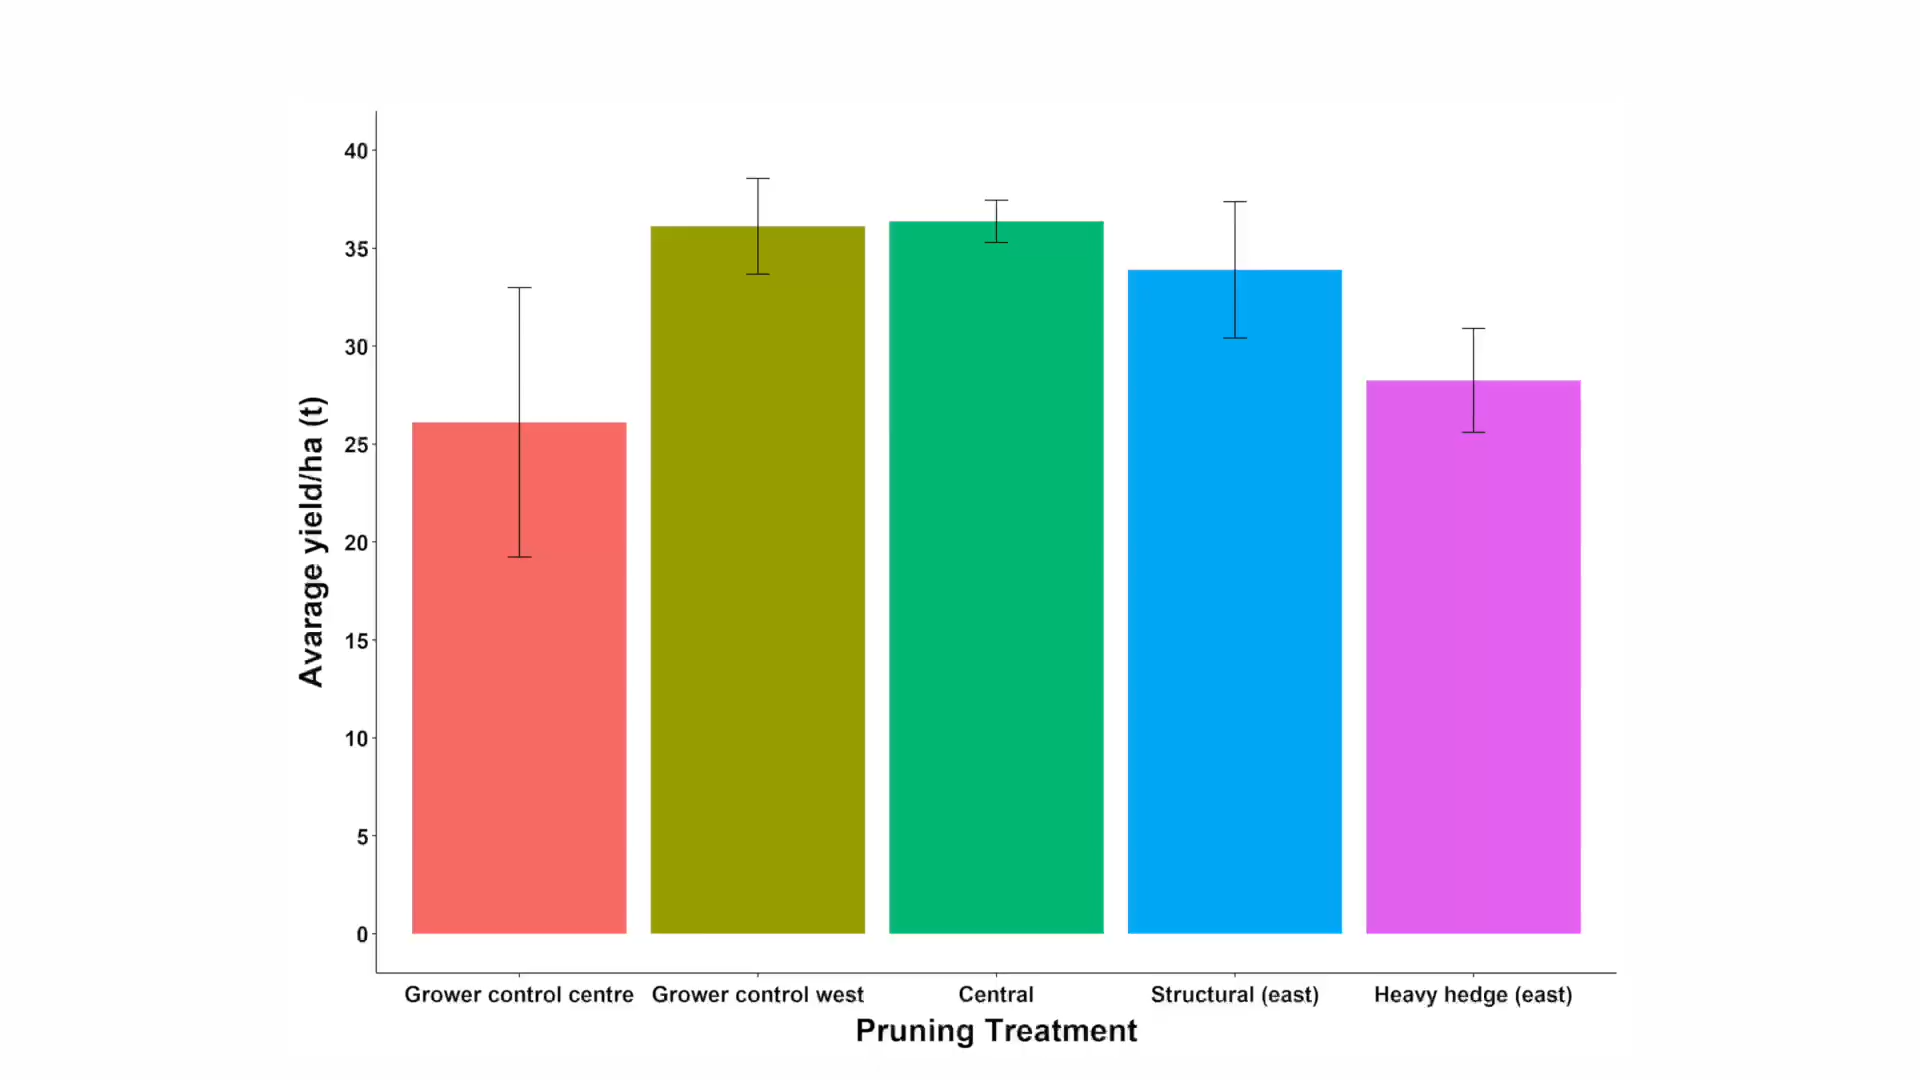 40
35
30
25
20
15
10
5
0
Avarage yield/ha (t)
Grower control centre
Grower control west
Central
Structural (east)
Heavy hedge (east)
Pruning Treatment